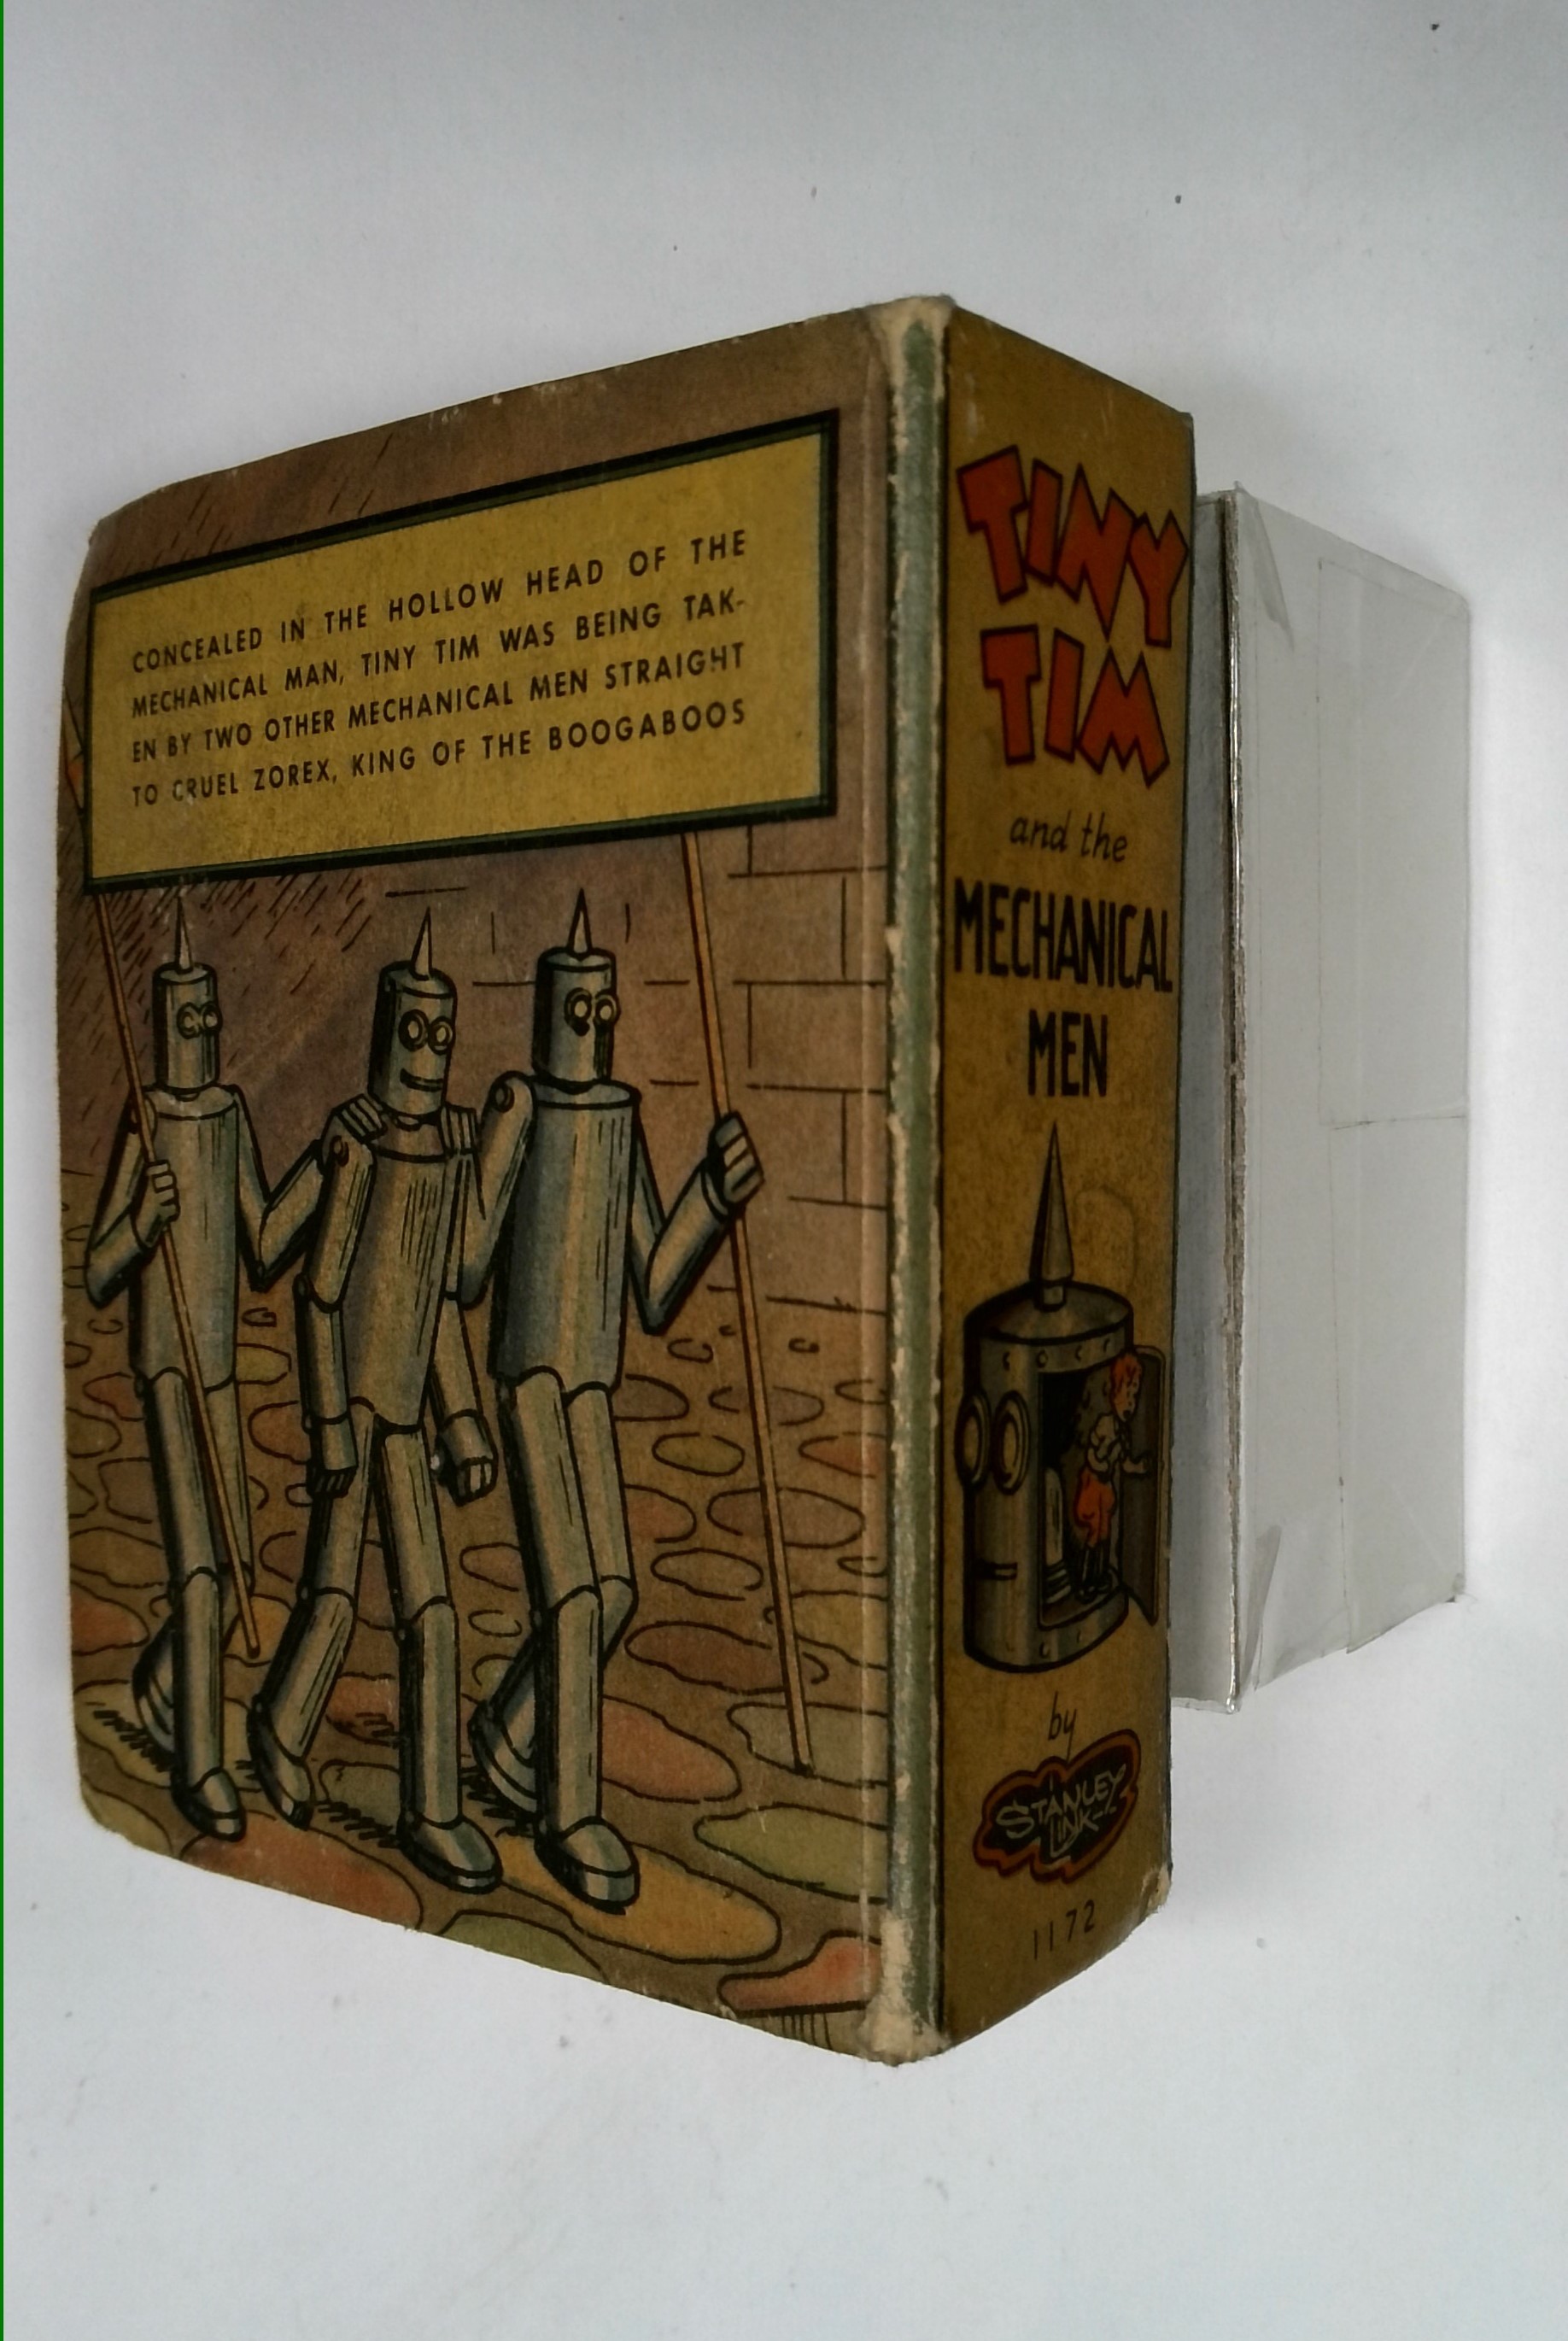 CONCEALED IN THE HOLLOW HEAD OF THE
MECHANICAL MAN, TINY TIM WAS BEING TAK-
EN BY TWO OTHER MECHANICAL MEN STRAIGHT
TO CRUEL ZOREX, KING OF THE BOOGABOOS
TINY
TIM
and the
MECHANICAL
MEN
by
STANLEY
LINK
1172